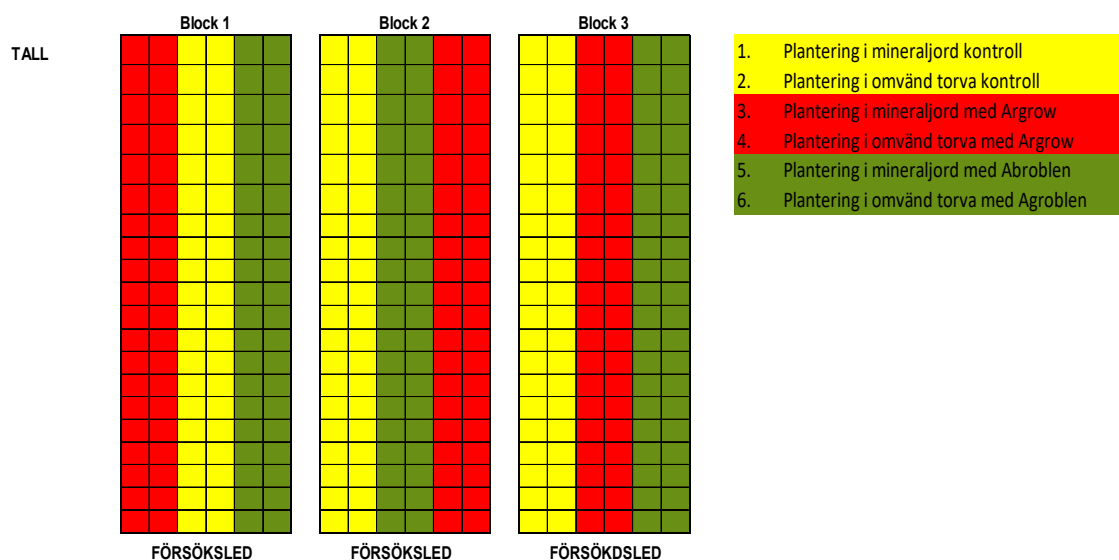 Block 1 Block 2 Block 3
TALL
1. Plantering i mineraljord kontroll
2. Plantering i omvänd torva kontroll
3. Plantering i mineraljord med Argrow
4. Plantering i omvänd torva med Argrow
5. Plantering i mineraljord med Abroblen
6. Plantering i omvänd torva med Agroblen
FÖRSÖKSLED FÖRSÖKSLED FÖRSÖKDSLED